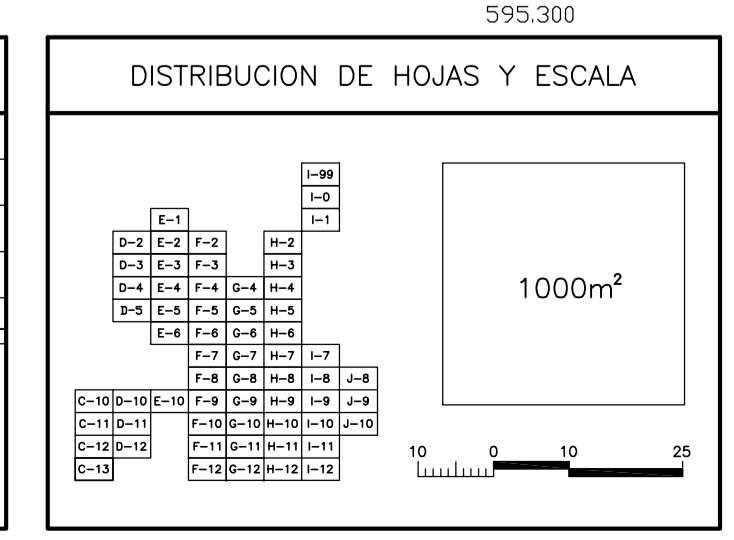 595.300
DISTRIBUCION DE HOJAS Y ESCALA
I-99
I-0
E-1 I-1
D-2 E-2 F-2 H-2
D-3 E-3 F-3 H-3
D-4 E-4 F-4 G-4 H-4
1000m²
D-5 E-5 F-5 G-5 H-5
E-6 F-6 G-6 H-6
F-7 G-7 H-7 I-7
F-8 G-8 H-8 I-8 J-8
C-10 D-10 E-10 F-9 G-9 H-9 I-9 J-9
C-11 D-11 F-10 G-10 H-10 I-10 J-10
C-12 D-12 F-11 G-11 H-11 I-11
C-13 F-12 G-12 H-12 I-12
10 0 10 25